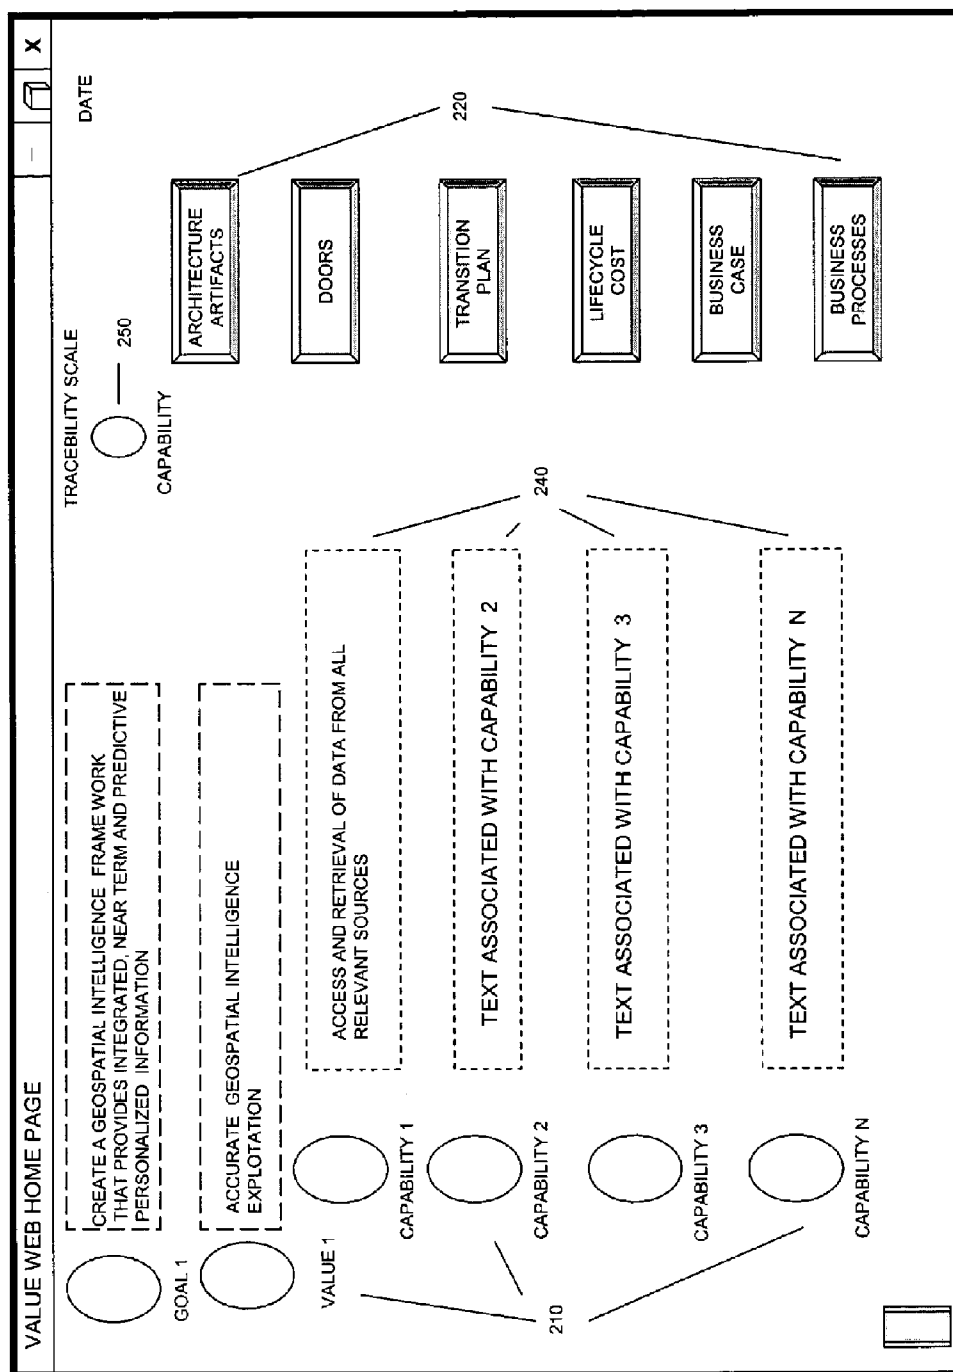 VALUE WEB HOME PAGE
X
DATE
TRACEBILITY SCALE
250
CAPABILITY
GOAL 1
CREATE A GEOSPATIAL INTELLIGENCE FRAME WORK
THAT PROVIDES INTEGRATED, NEAR TERM AND PREDICTIVE
PERSONALIZED INFORMATION
VALUE 1
ACCURATE GEOSPATIAL INTELLIGENCE
EXPLOTATION
CAPABILITY 1
ACCESS AND RETRIEVAL OF DATA FROM ALL
RELEVANT SOURCES
CAPABILITY 2
TEXT ASSOCIATED WITH CAPABILITY 2
CAPABILITY 3
TEXT ASSOCIATED WITH CAPABILITY 3
CAPABILITY N
TEXT ASSOCIATED WITH CAPABILITY N
210
240
ARCHITECTURE
ARTIFACTS
DOORS
TRANSITION
PLAN
LIFECYCLE
COST
BUSINESS
CASE
BUSINESS
PROCESSES
220